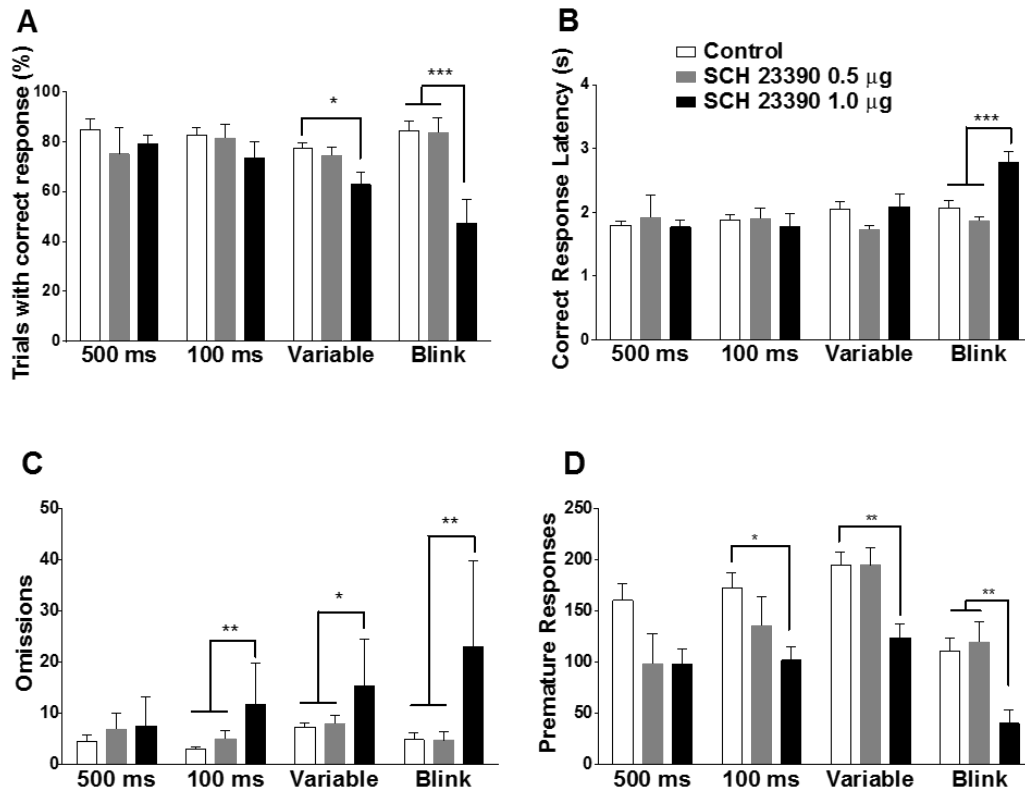 A
Trials with correct response (%)
100
80
60
40
20
0
*
***
500 ms 100 ms Variable Blink
B
Correct Response Latency (s)
Control
SCH 23390 0.5 μg
SCH 23390 1.0 μg
4
3
2
1
0
***
500 ms 100 ms Variable Blink
C
Omissions
50
40
30
20
10
0
**
*
**
500 ms 100 ms Variable Blink
D
Premature Responses
250
200
150
100
50
0
*
**
**
500 ms 100 ms Variable Blink